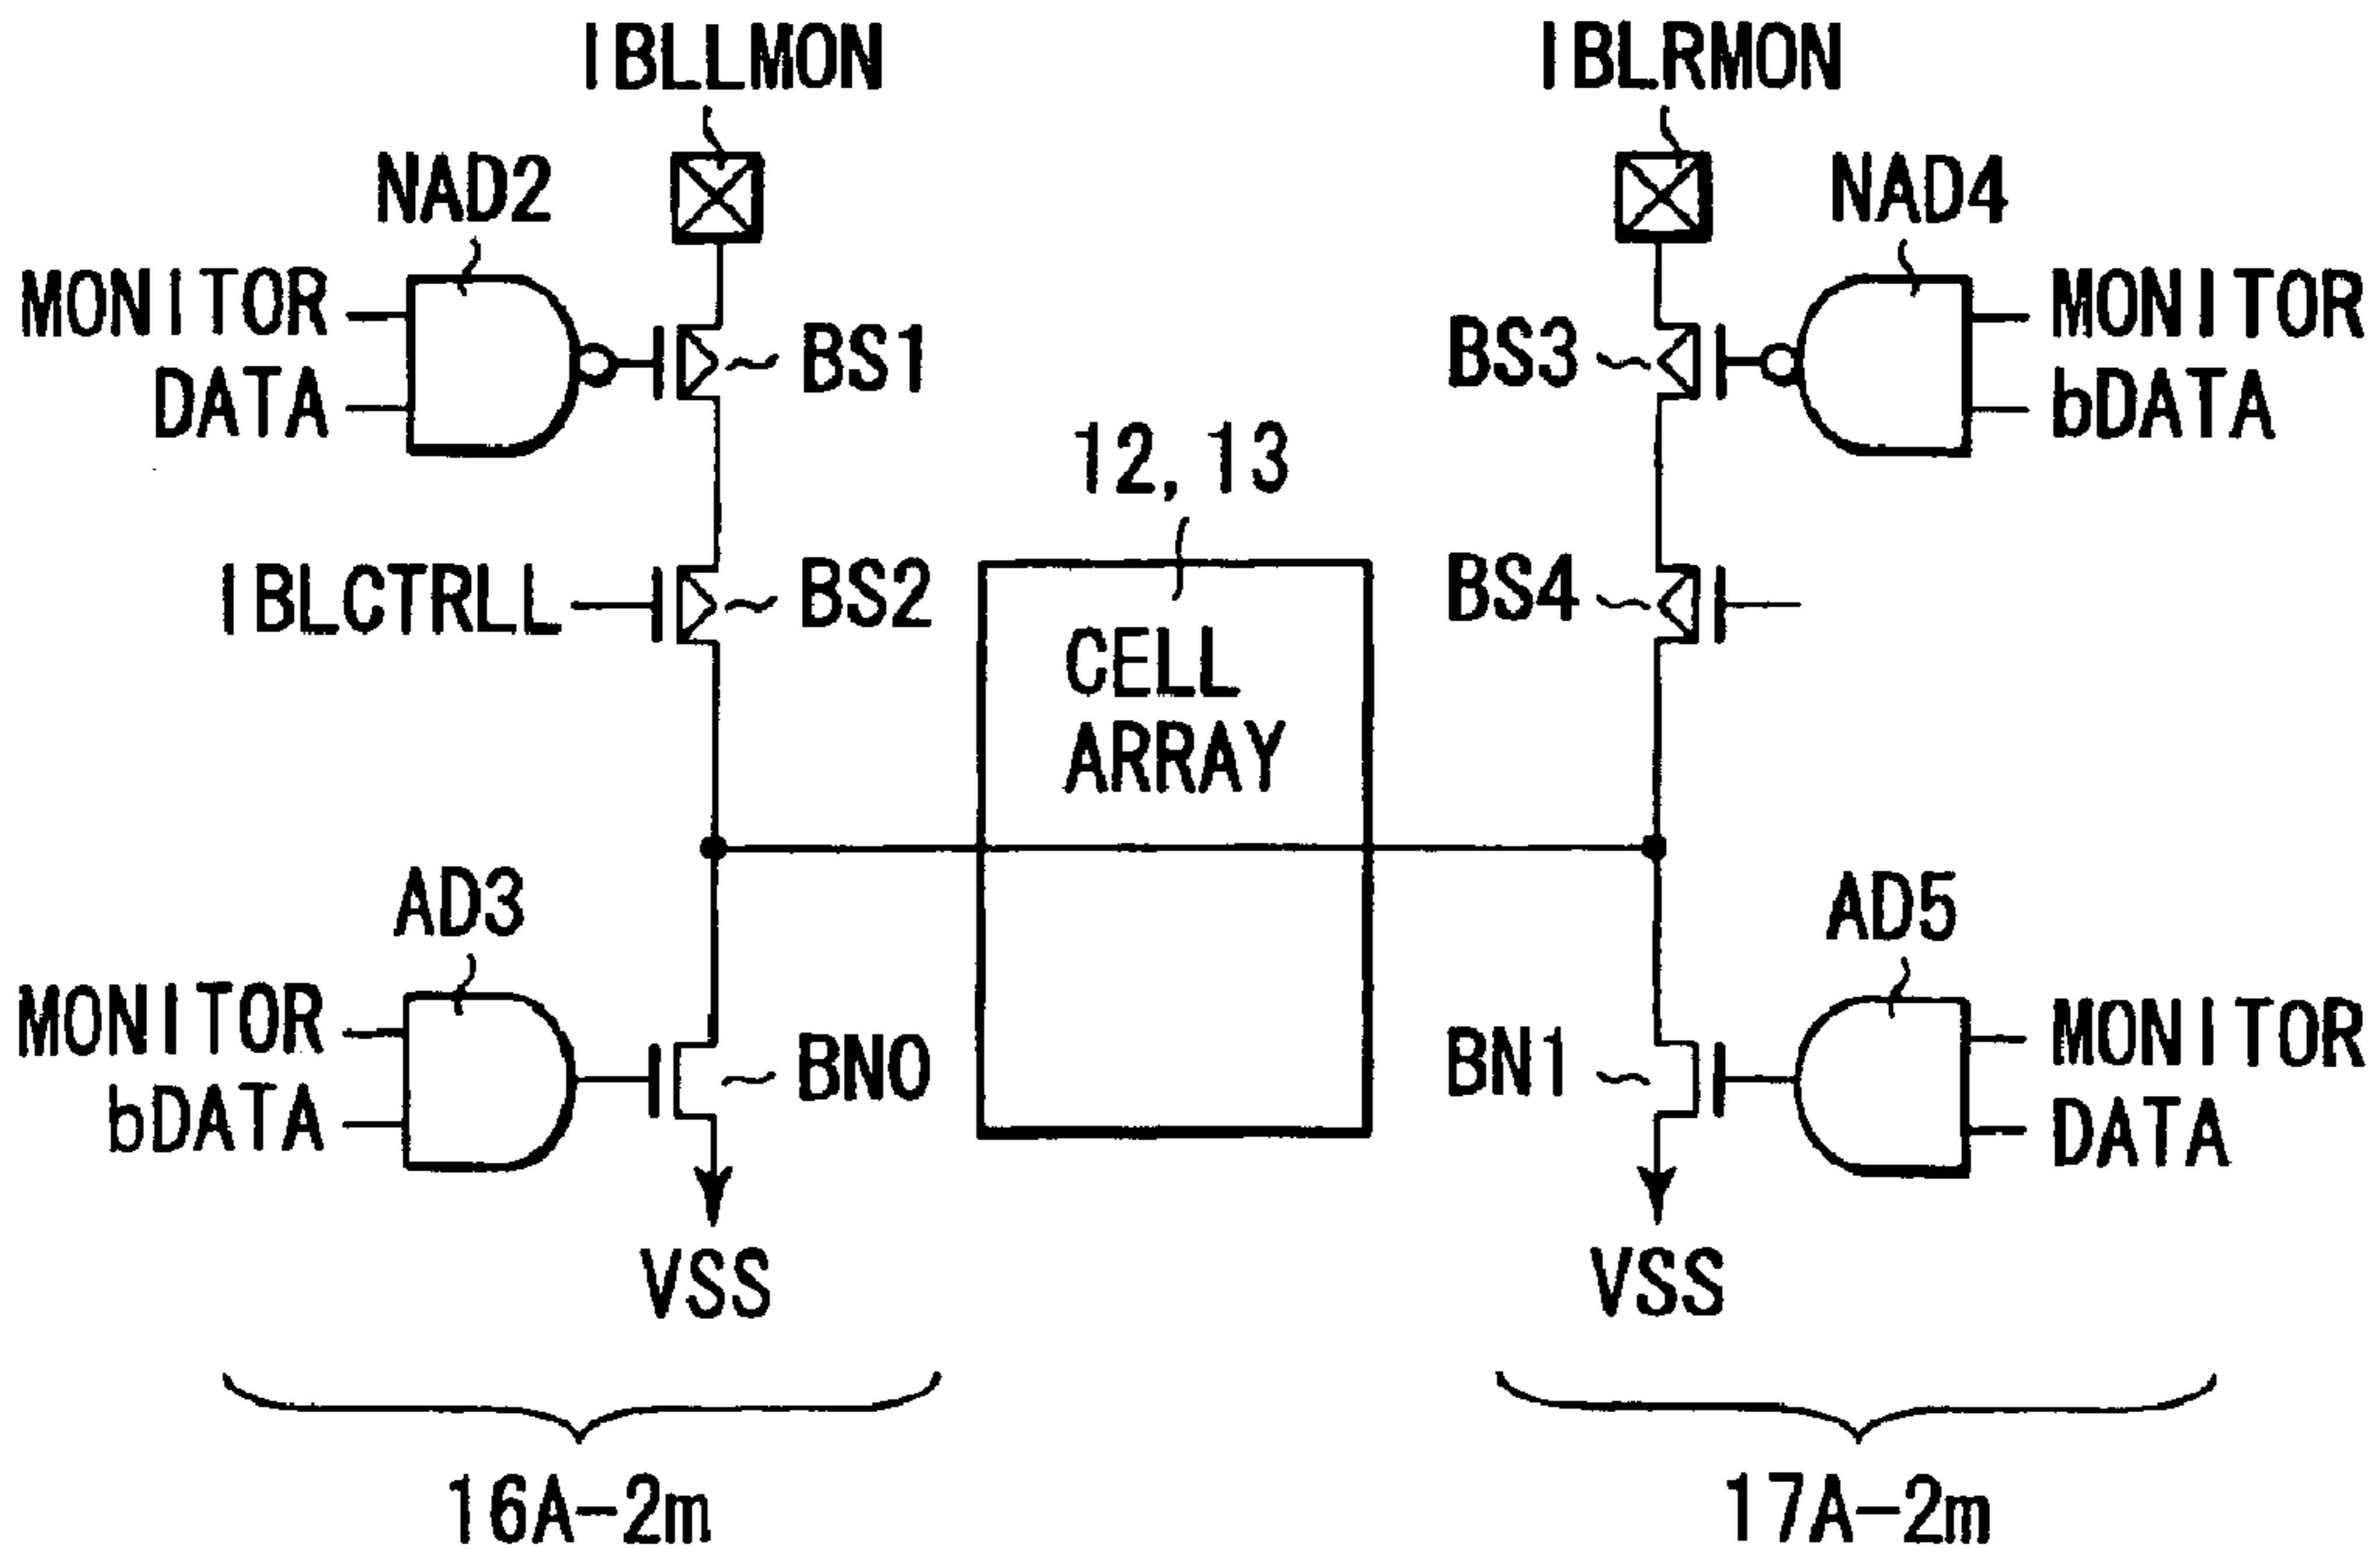 IBLLMON
IBLRMON
NAD2
NAD4
MONITOR
DATA
BS1
BS3
MONITOR
bDATA
12, 13
IBLCTRLL
BS2
BS4
CELL
ARRAY
AD3
AD5
MONITOR
bDATA
BN0
BN1
MONITOR
DATA
VSS
VSS
16A-2m
17A-2m